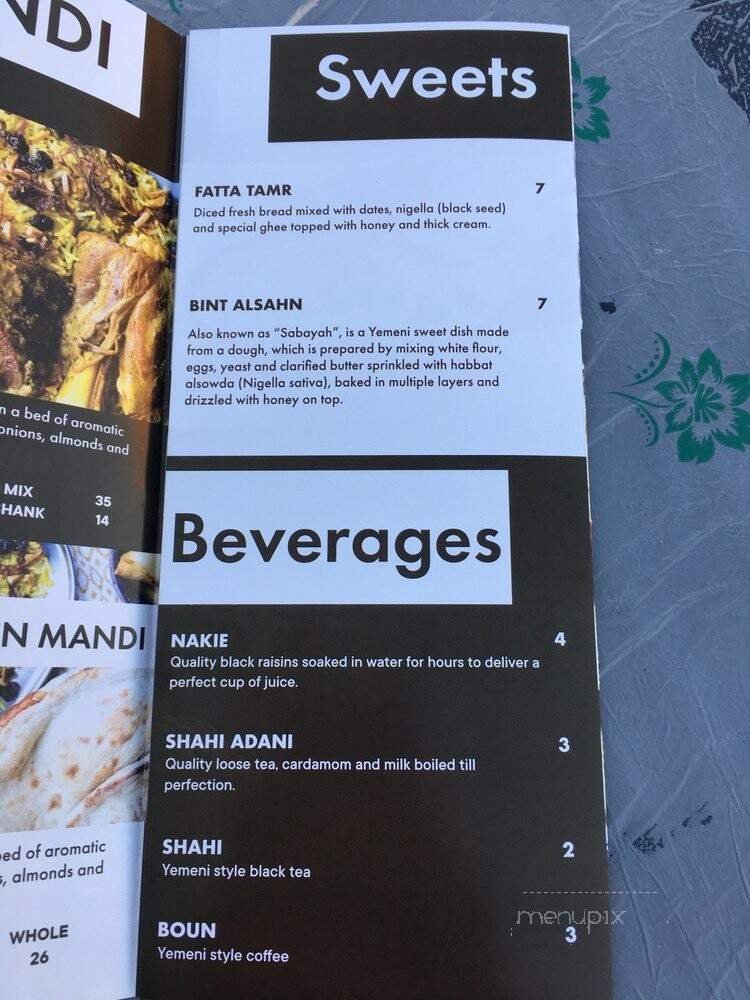 NDI
n a bed of aromatic
onions, almonds and
MIX 35
HANK 14
N MANDI
bed of aromatic
s, almonds and
WHOLE
26
Sweets
FATTA TAMR 7
Diced fresh bread mixed with dates, nigella (black seed)
and special ghee topped with honey and thick cream.
BINT ALSAHN 7
Also known as “Sabayah”, is a Yemeni sweet dish made
from a dough, which is prepared by mixing white flour,
eggs, yeast and clarified butter sprinkled with habbat
alsowda (Nigella sativa), baked in multiple layers and
drizzled with honey on top.
Beverages
NAKIE 4
Quality black raisins soaked in water for hours to deliver a
perfect cup of juice.
SHAHI ADANI 3
Quality loose tea, cardamom and milk boiled till
perfection.
SHAHI 2
Yemeni style black tea
BOUN 3
Yemeni style coffee
menupix